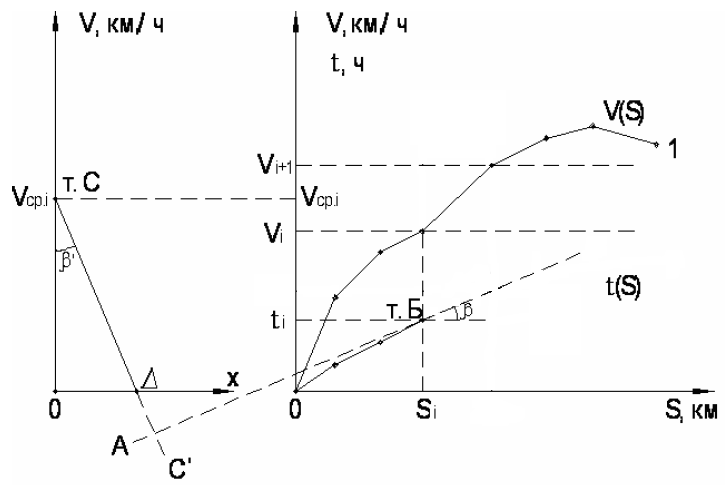 V, км/ч
V, км/ч
t, ч
V(S)
1
Vi+1
т. С
Vср.i
Vср.i
Vi
β'
t(S)
т. Б
β
ti
Δ
x
0
0
Si
S, км
А
С'